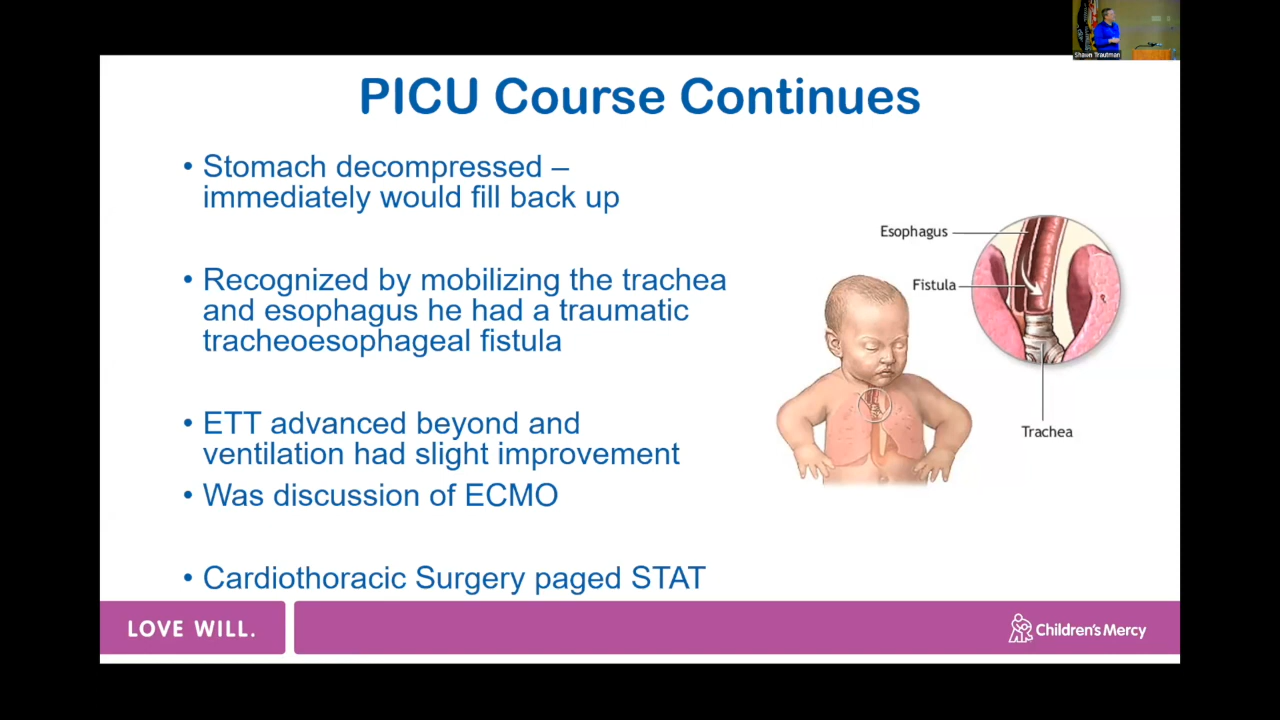 Shawn Trautman
PICU Course Continues
• Stomach decompressed –
immediately would fill back up
• Recognized by mobilizing the trachea
and esophagus he had a traumatic
tracheoesophageal fistula
• ETT advanced beyond and
ventilation had slight improvement
• Was discussion of ECMO
• Cardiothoracic Surgery paged STAT
Esophagus
Fistula
Trachea
LOVE WILL.
Children's Mercy